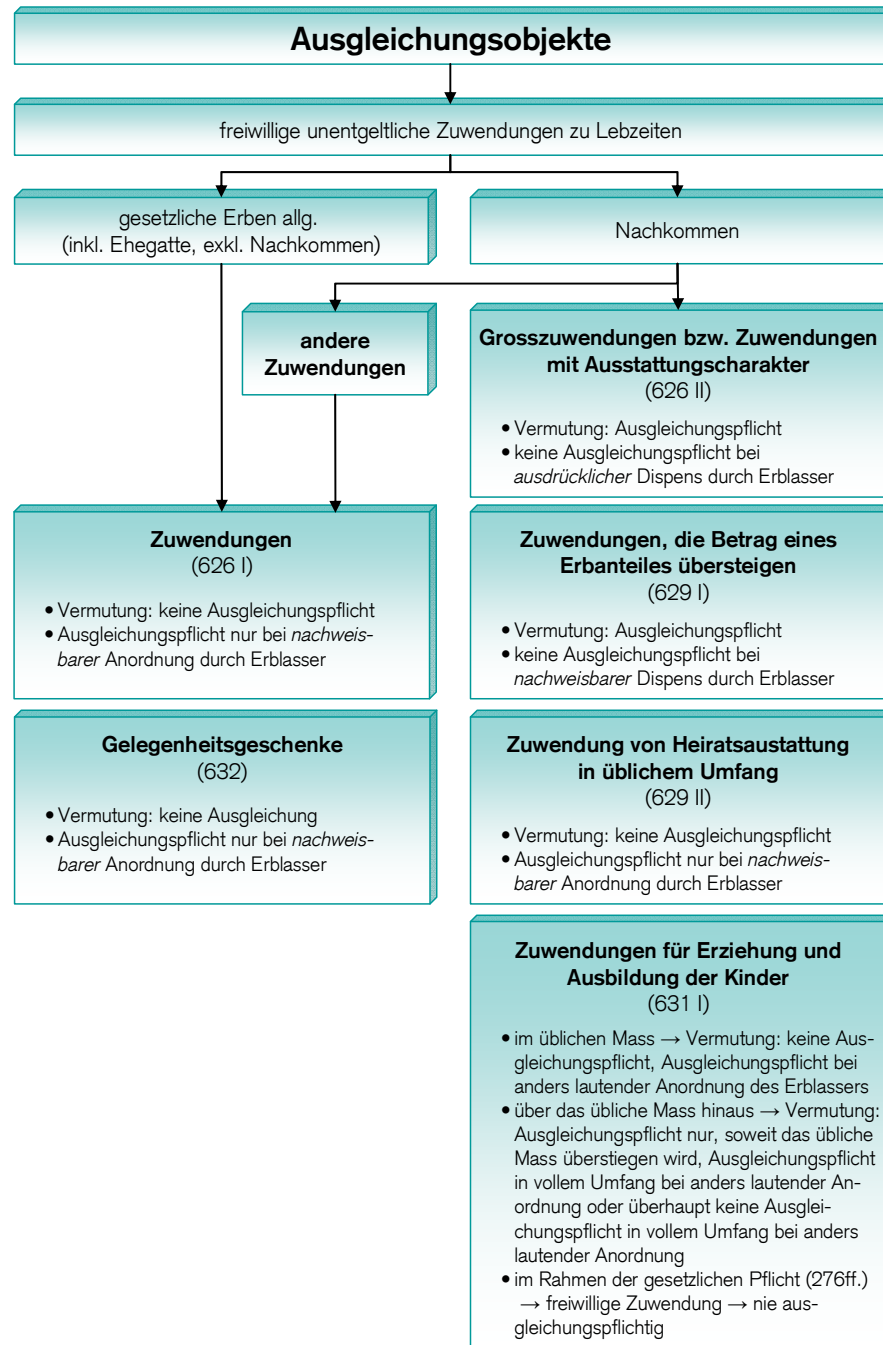 Ausgleichungsobjekte
freiwillige unentgeltliche Zuwendungen zu Lebzeiten
gesetzliche Erben allg.
(inkl. Ehegatte, exkl. Nachkommen)
Nachkommen
andere
Zuwendungen
Grosszuwendungen bzw. Zuwendungen
mit Ausstattungscharakter
(626 II)
• Vermutung: Ausgleichungspflicht
• keine Ausgleichungspflicht bei
ausdrücklicher Dispens durch Erblasser
Zuwendungen
(626 I)
• Vermutung: keine Ausgleichungspflicht
• Ausgleichungspflicht nur bei nachweis-
barer Anordnung durch Erblasser
Zuwendungen, die Betrag eines
Erbanteiles übersteigen
(629 I)
• Vermutung: Ausgleichungspflicht
• keine Ausgleichungspflicht bei
nachweisbarer Dispens durch Erblasser
Gelegenheitsgeschenke
(632)
• Vermutung: keine Ausgleichung
• Ausgleichungspflicht nur bei nachweis-
barer Anordnung durch Erblasser
Zuwendung von Heiratsaustattung
in üblichem Umfang
(629 II)
• Vermutung: keine Ausgleichungspflicht
• Ausgleichungspflicht nur bei nachweis-
barer Anordnung durch Erblasser
Zuwendungen für Erziehung und
Ausbildung der Kinder
(631 I)
• im üblichen Mass → Vermutung: keine Aus-
gleichungspflicht, Ausgleichungspflicht bei
anders lautender Anordnung des Erblassers
• über das übliche Mass hinaus → Vermutung:
Ausgleichungspflicht nur, soweit das übliche
Mass überstiegen wird, Ausgleichungspflicht
in vollem Umfang bei anders lautender An-
ordnung oder überhaupt keine Ausglei-
chungspflicht in vollem Umfang bei anders
lautender Anordnung
• im Rahmen der gesetzlichen Pflicht (276ff.)
→ freiwillige Zuwendung → nie aus-
gleichungspflichtig